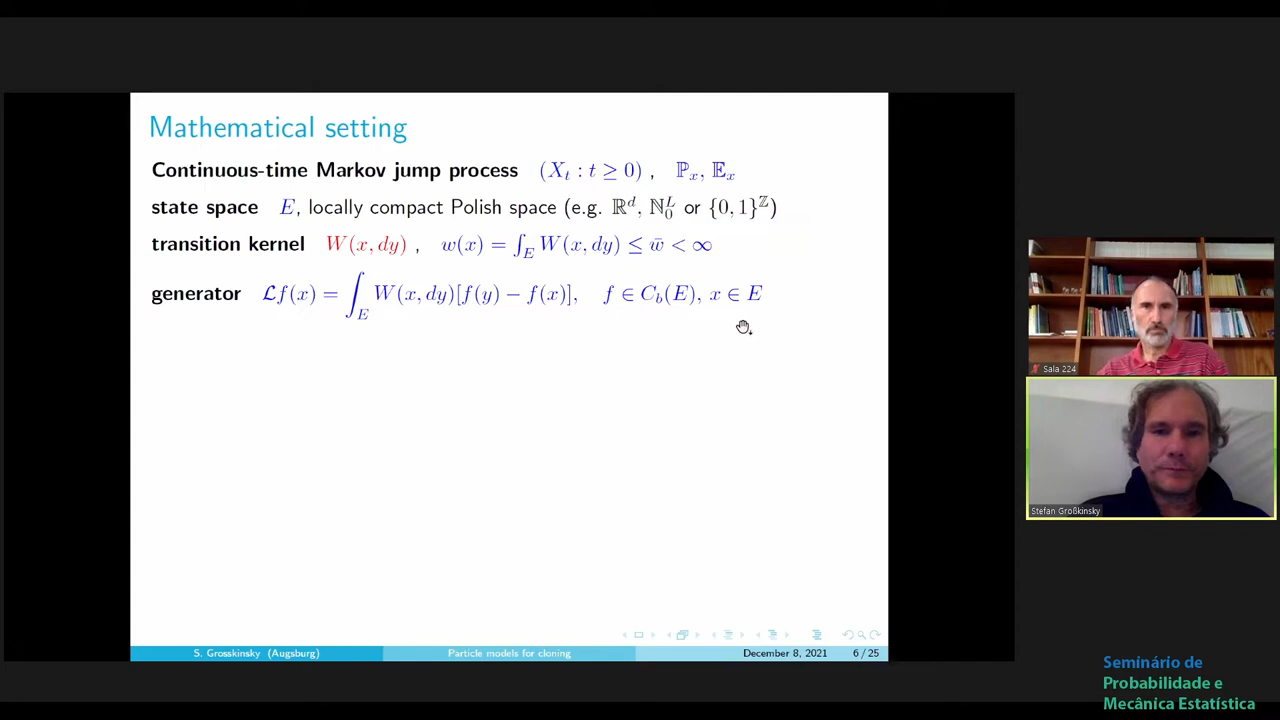 Mathematical setting
Continuous-time Markov jump process (X_t : t ≥ 0) , ℙ_x, 𝔼_x
state space E, locally compact Polish space (e.g. ℝ^d, ℕ_0^L or {0, 1}^ℤ)
transition kernel W(x, dy) , w(x) = ∫_E W(x, dy) ≤ w̄ < ∞
generator ℒf(x) = ∫_E W(x, dy)[f(y) − f(x)], f ∈ C_b(E), x ∈ E
S. Grosskinsky (Augsburg) Particle models for cloning December 8, 2021 6 / 25
Sala 224
Stefan Großkinsky
Seminário de
Probabilidade e
Mecânica Estatística